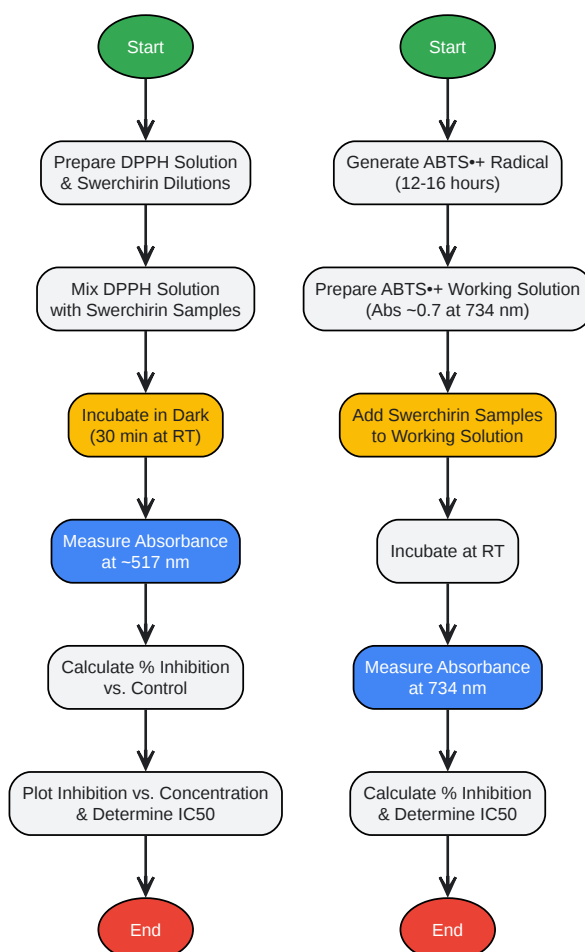 Start
Prepare DPPH Solution
& Swerchirin Dilutions
Mix DPPH Solution
with Swerchirin Samples
Incubate in Dark
(30 min at RT)
Measure Absorbance
at ~517 nm
Calculate % Inhibition
vs. Control
Plot Inhibition vs. Concentration
& Determine IC50
End
Start
Generate ABTS•+ Radical
(12-16 hours)
Prepare ABTS•+ Working Solution
(Abs ~0.7 at 734 nm)
Add Swerchirin Samples
to Working Solution
Incubate at RT
Measure Absorbance
at 734 nm
Calculate % Inhibition
& Determine IC50
End